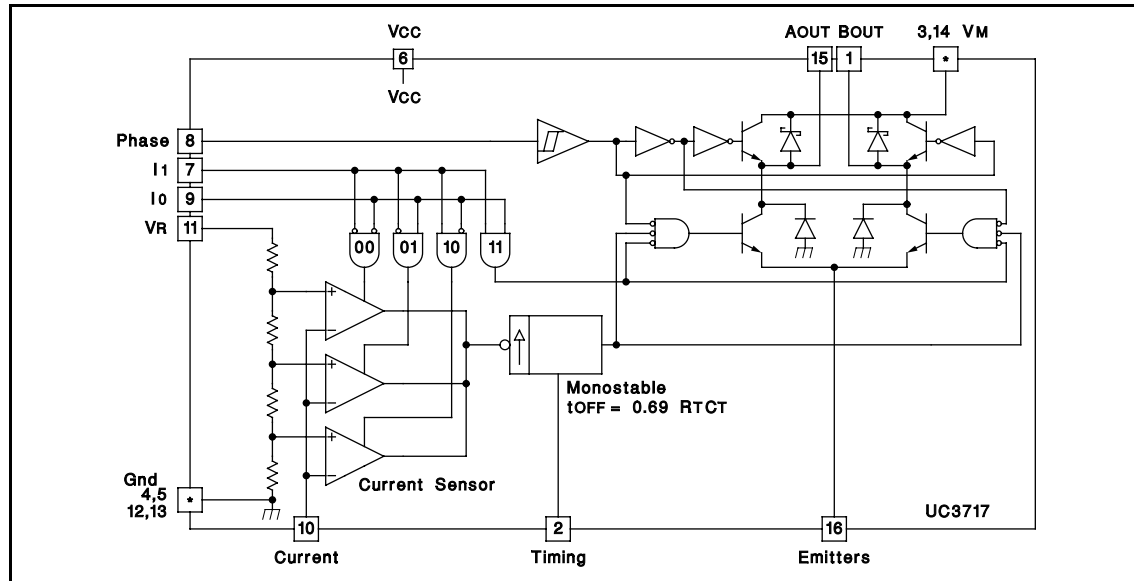 VCC
AOUT BOUT
3,14 VM
6
15
1
*
VCC
Phase
8
I1
7
I0
9
VR
11
00
01
10
11
+
−
+
−
+
−
Monostable
tOFF = 0.69 RTCT
Current Sensor
Gnd
4,5
12,13
*
UC3717
10
2
16
Current
Timing
Emitters